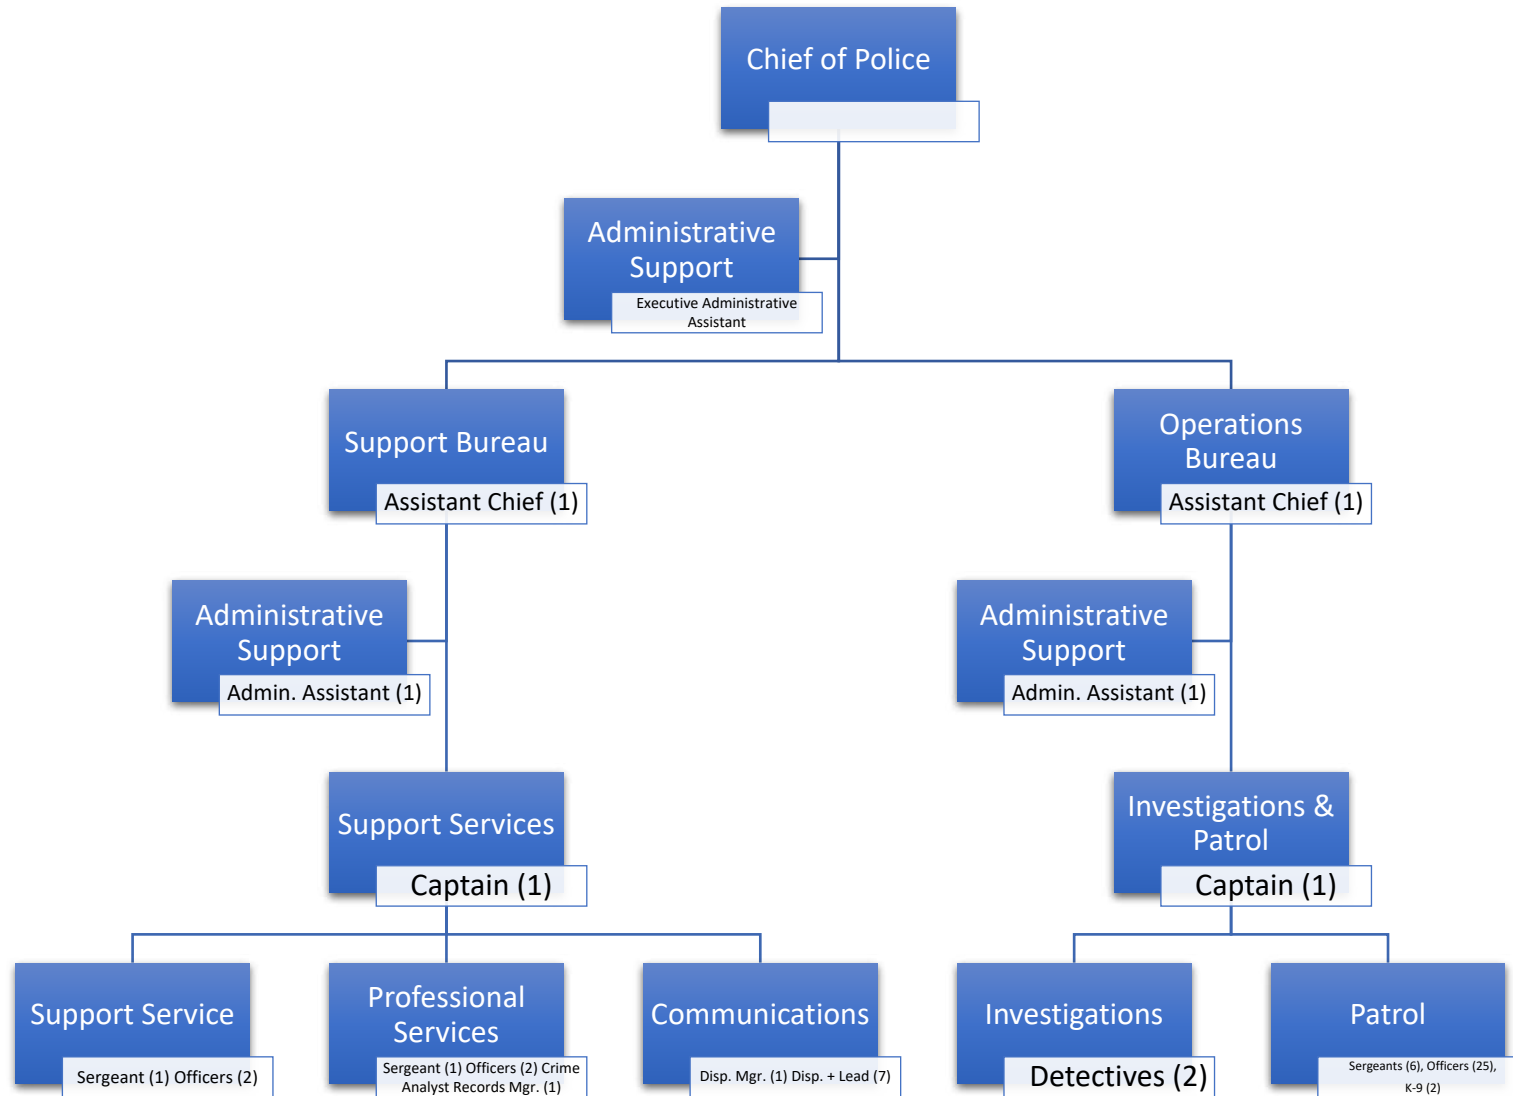 Chief of Police
Administrative
Support
Executive Administrative
Assistant
Support Bureau
Assistant Chief (1)
Operations
Bureau
Assistant Chief (1)
Administrative
Support
Admin. Assistant (1)
Administrative
Support
Admin. Assistant (1)
Support Services
Captain (1)
Investigations &
Patrol
Captain (1)
Support Service
Sergeant (1) Officers (2)
Professional
Services
Sergeant (1) Officers (2) Crime
Analyst Records Mgr. (1)
Communications
Disp. Mgr. (1) Disp. + Lead (7)
Investigations
Detectives (2)
Patrol
Sergeants (6), Officers (25),
K-9 (2)